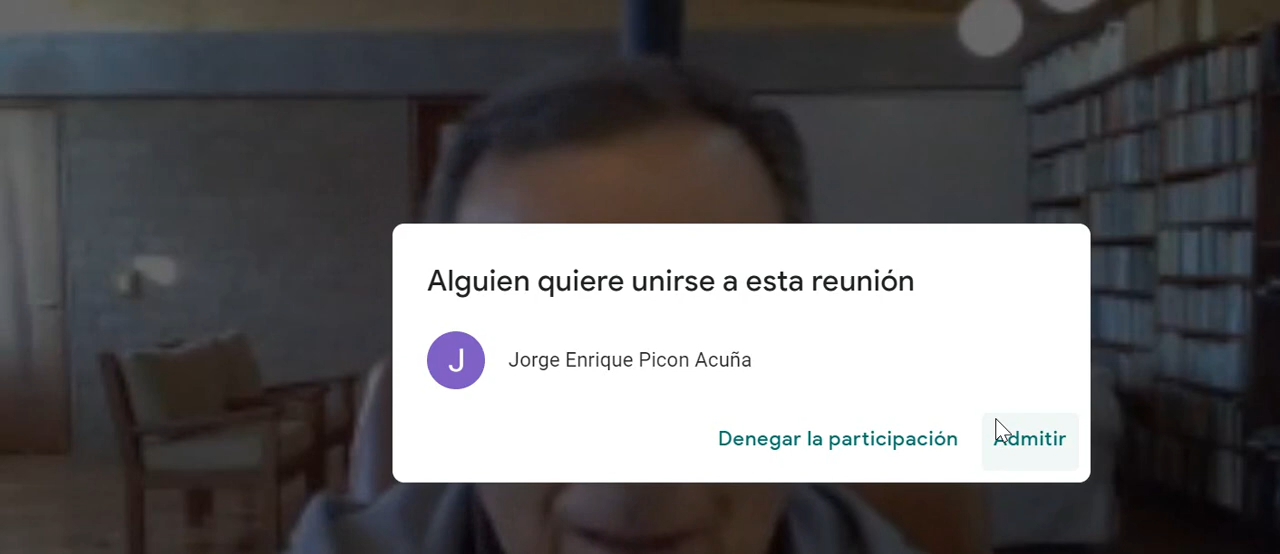 Alguien quiere unirse a esta reunión
J
Jorge Enrique Picon Acuña
Denegar la participación
Admitir